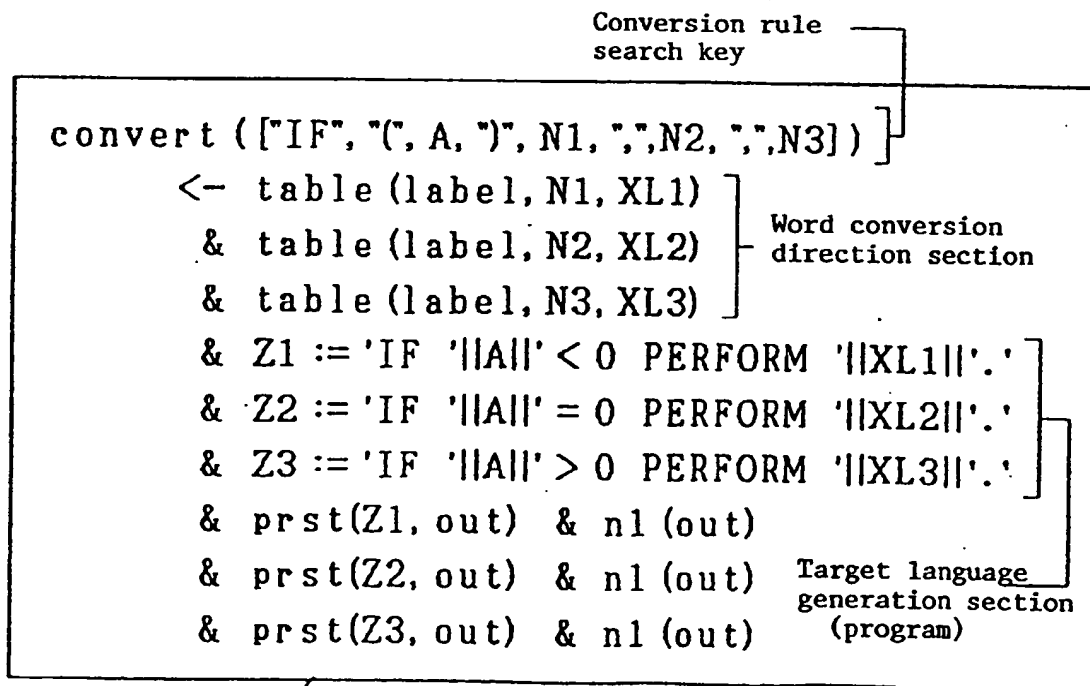 Conversion rule
search key
convert (["IF", "(", A, ")", N1, ",",N2, ",",N3])
<- table (label, N1, XL1)
& table (label, N2, XL2)
Word conversion
direction section
& table (label, N3, XL3)
& Z1 := 'IF '||A||' < 0 PERFORM '||XL1||'.'
& Z2 := 'IF '||A||' = 0 PERFORM '||XL2||'.'
& Z3 := 'IF '||A||' > 0 PERFORM '||XL3||'.'
& prst(Z1, out) & nl (out)
& prst(Z2, out) & nl (out)
& prst(Z3, out) & nl (out)
Target language
generation section
(program)